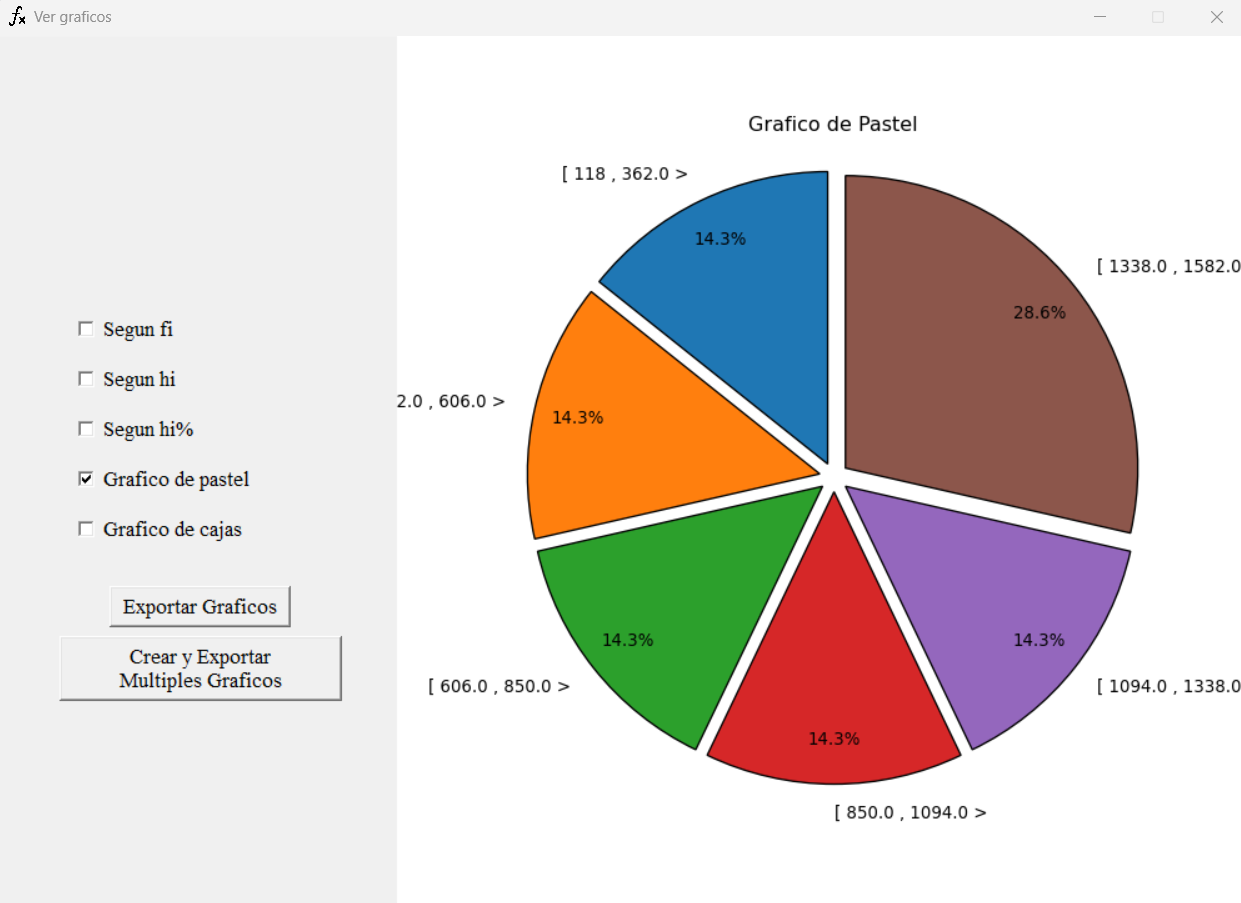 Ver graficos
Segun fi
Segun hi
Segun hi%
Grafico de pastel
Grafico de cajas
Exportar Graficos
Crear y Exportar
Multiples Graficos
Grafico de Pastel
[ 118 , 362.0 >
14.3%
[ 1338.0 , 1582.0
28.6%
2.0 , 606.0 >
14.3%
14.3%
14.3%
[ 606.0 , 850.0 >
[ 1094.0 , 1338.0
14.3%
[ 850.0 , 1094.0 >